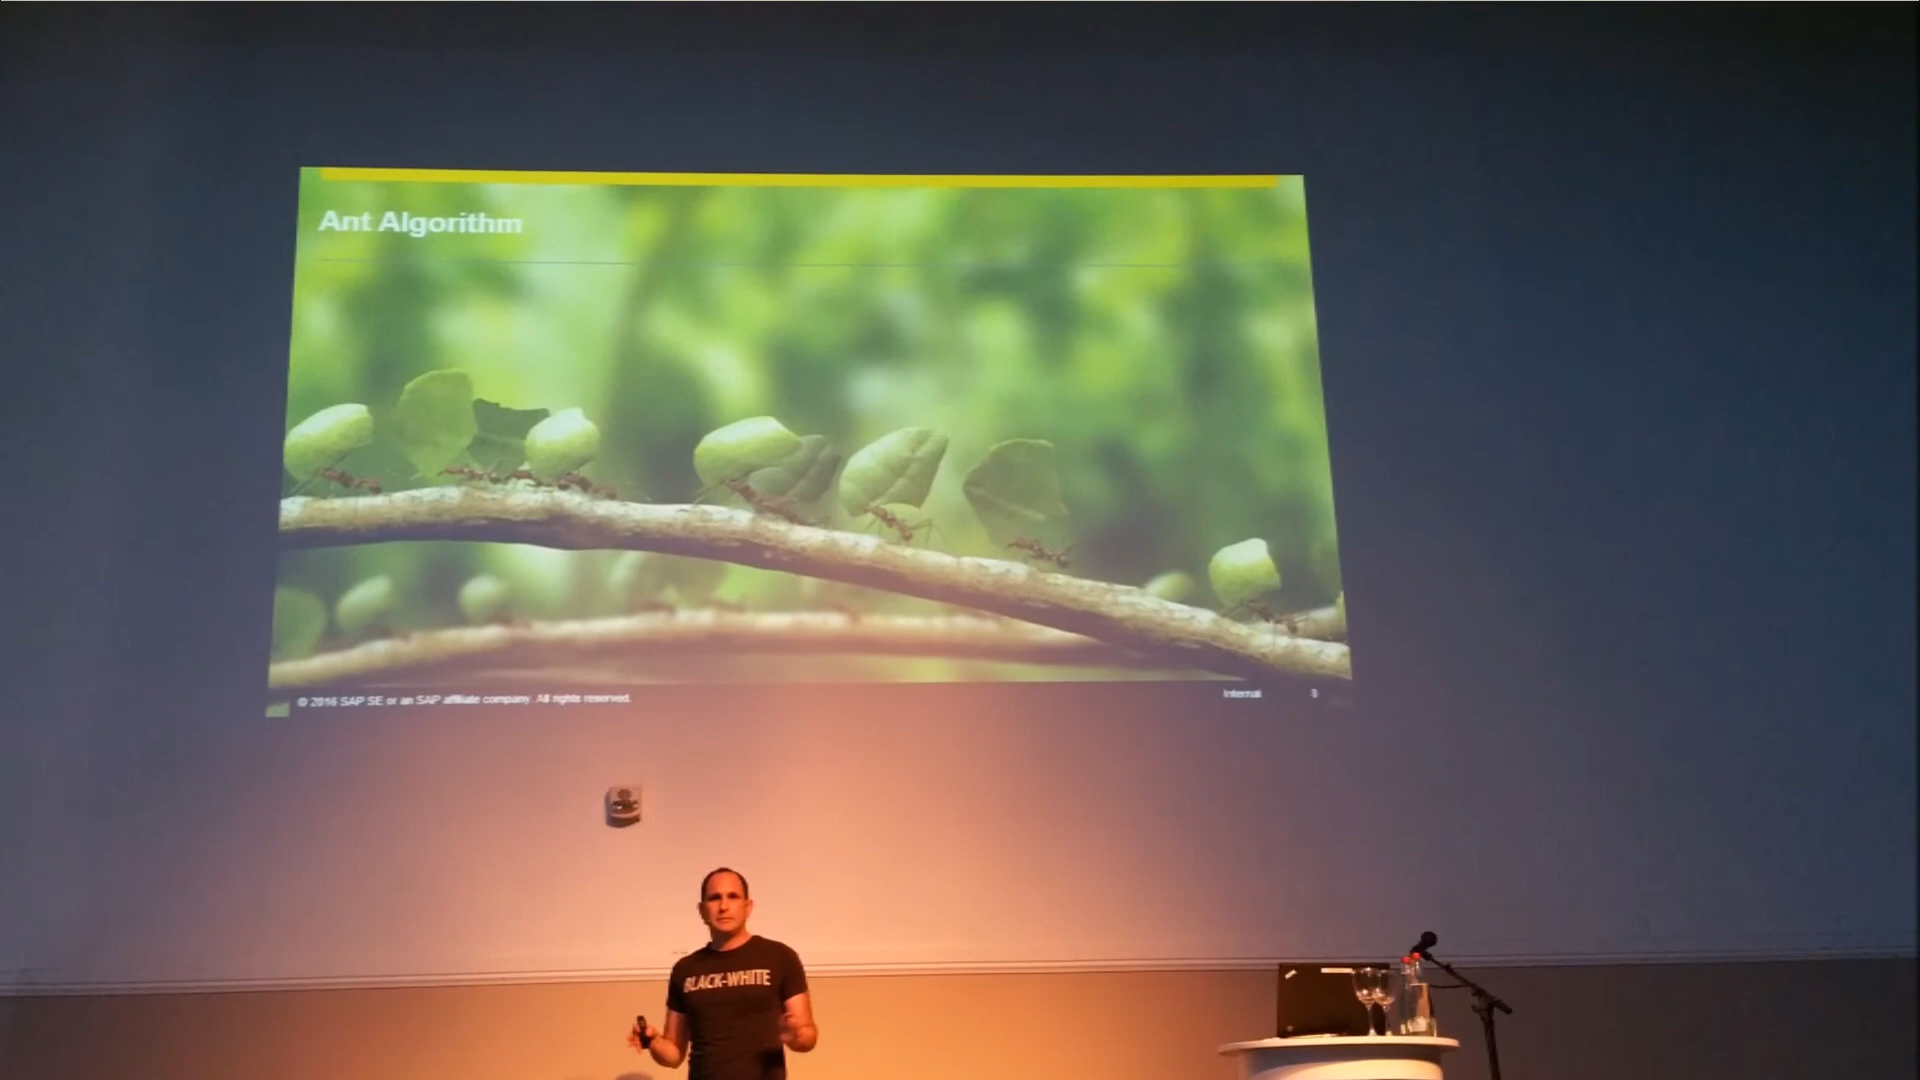 Ant Algorithm
© 2016 SAP SE or an SAP affiliate company. All rights reserved.
Internal
BLACK-WHITE